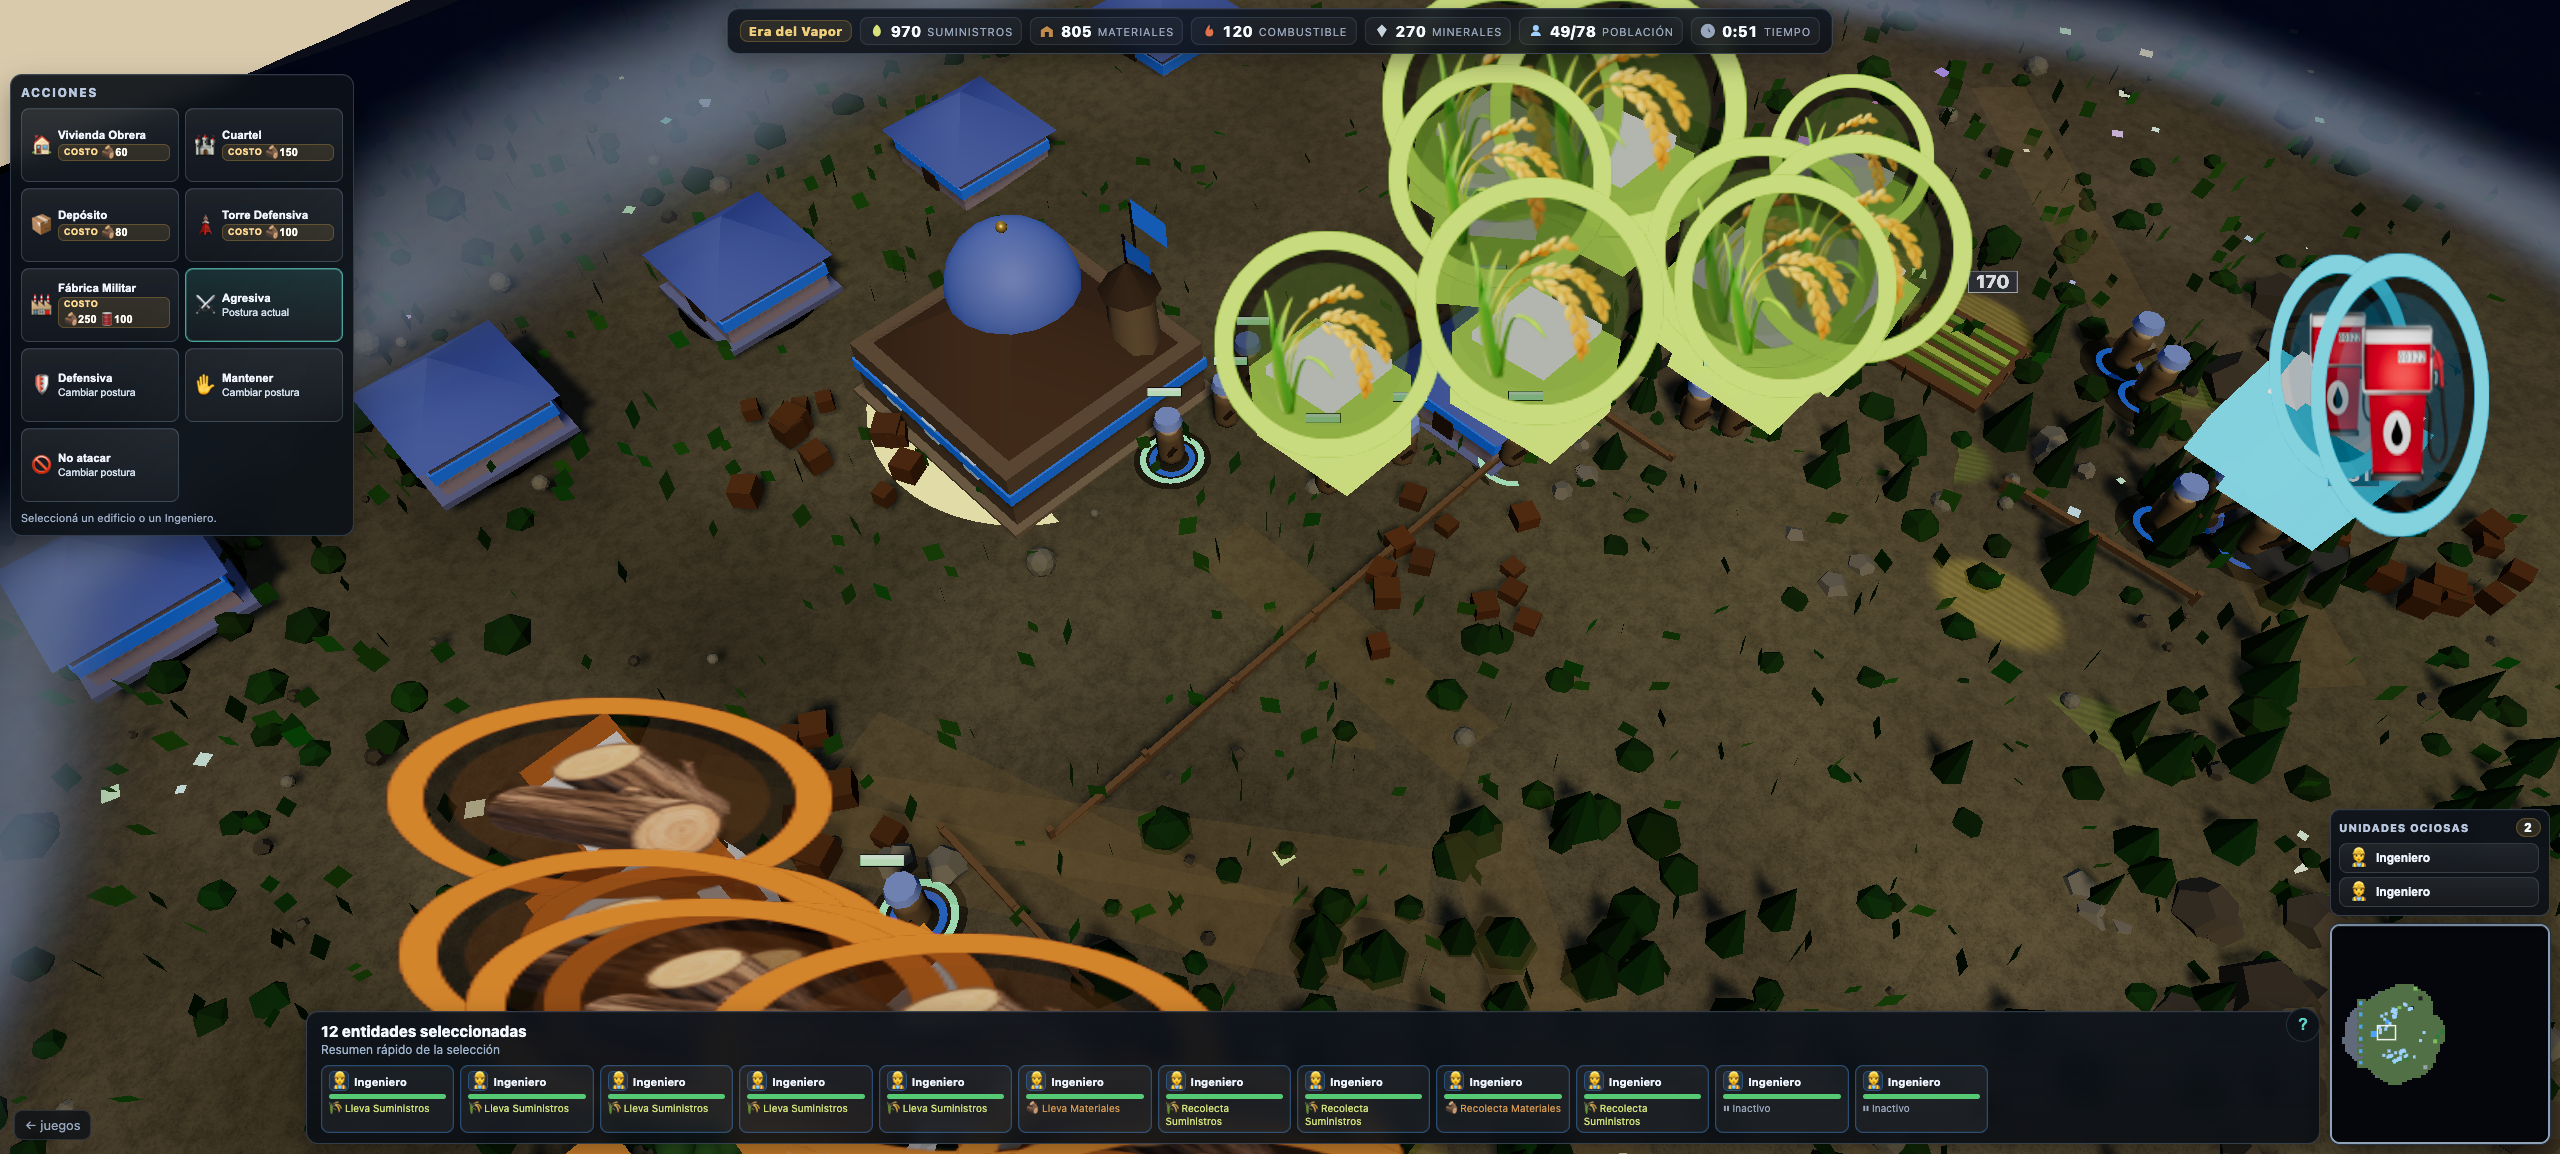 Era del Vapor
970 SUMINISTROS
805 MATERIALES
120 COMBUSTIBLE
270 MINERALES
49/78 POBLACIÓN
0:51 TIEMPO
ACCIONES
Vivienda Obrera
COSTO 60
Cuartel
COSTO 150
Depósito
COSTO 80
Torre Defensiva
COSTO 100
Fábrica Militar
COSTO
250 100
Agresiva
Postura actual
Defensiva
Cambiar postura
Mantener
Cambiar postura
No atacar
Cambiar postura
Seleccioná un edificio o un Ingeniero.
170
UNIDADES OCIOSAS 2
Ingeniero
Ingeniero
12 entidades seleccionadas
Resumen rápido de la selección
?
Ingeniero
Lleva Suministros
Ingeniero
Lleva Suministros
Ingeniero
Lleva Suministros
Ingeniero
Lleva Suministros
Ingeniero
Lleva Suministros
Ingeniero
Lleva Materiales
Ingeniero
Recolecta
Suministros
Ingeniero
Recolecta
Suministros
Ingeniero
Recolecta Materiales
Ingeniero
Recolecta
Suministros
Ingeniero
Inactivo
Ingeniero
Inactivo
← juegos